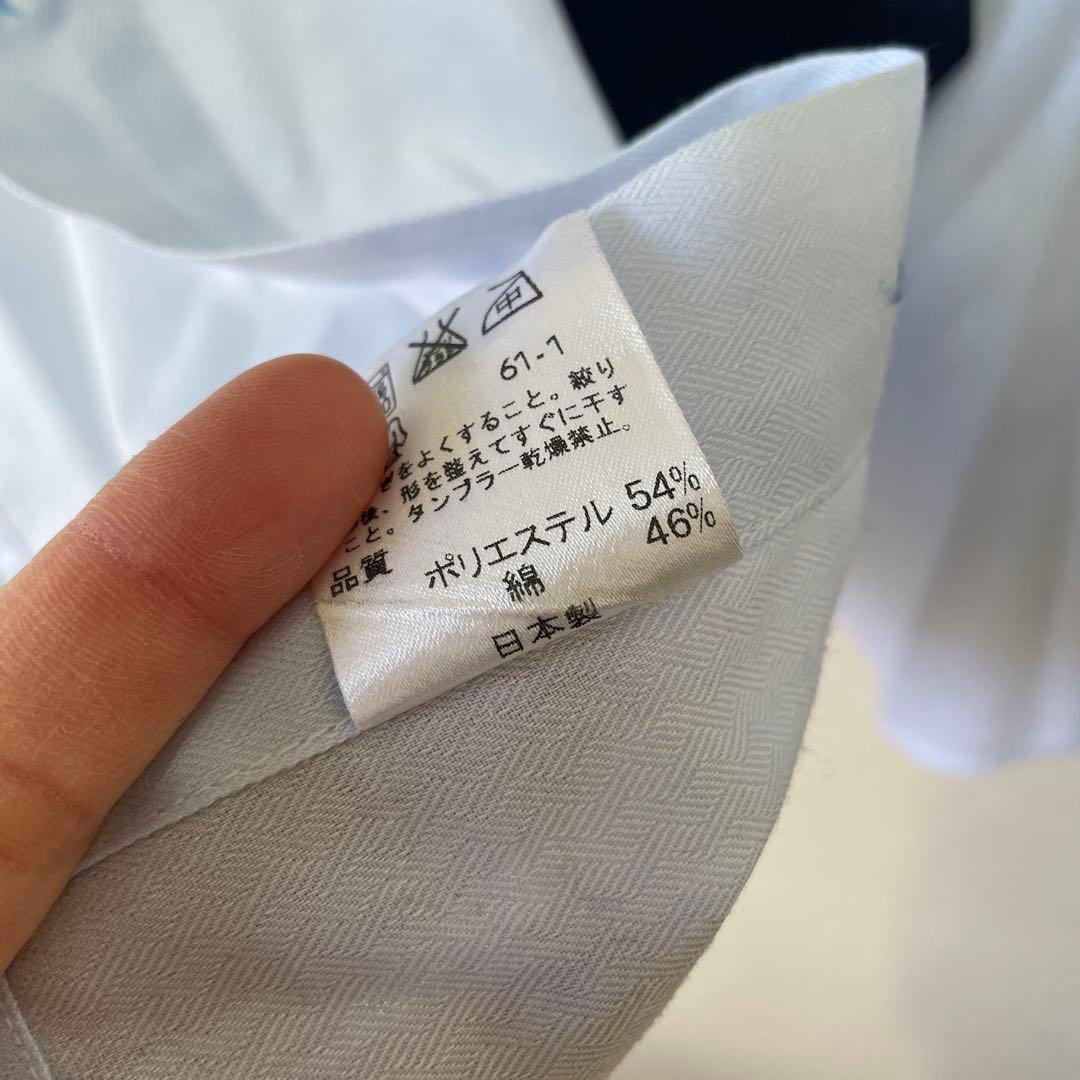 中
61-1
をよくすること。絞り
後、形を整えてすぐに干す
こと。タンブラー乾燥禁止。
品質 ポリエステル 54%
綿 46%
日本製